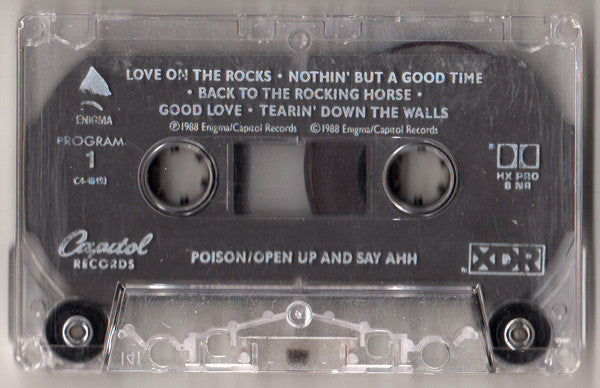 LOVE ON THE ROCKS • NOTHIN' BUT A GOOD TIME
• BACK TO THE ROCKING HORSE •
GOOD LOVE • TEARIN' DOWN THE WALLS
℗1988 Enigma/Capitol Records ©1988 Enigma/Capitol Records
ENIGMA
PROGRAM
1
HX PRO
B NR
Capitol
RECORDS
POISON/OPEN UP AND SAY AHH
XDR